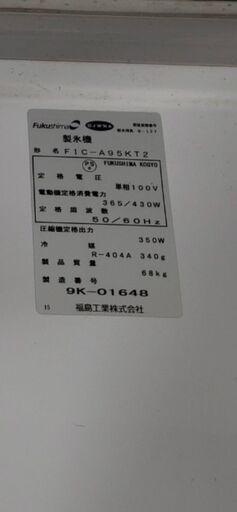 Fukushima
製氷機
形 名 FIC-A95KT2
PSE FUKUSHIMA KOGYO
定格電圧 単相100V
電動機定格消費電力 365/430W
定格周波数 50/60Hz
圧縮機定格出力 350W
冷媒 R-404A 340g
製品質量 68kg
製造番号
9K-01648
15 福島工業株式会社